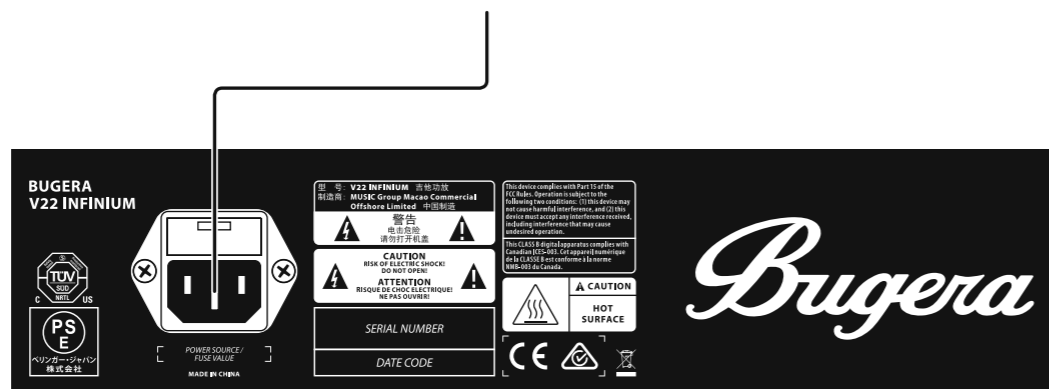 BUGERA
V22 INFINIUM
TÜV
SÜD
C NRTL US
PS
E
ベリンガー・ジャパン
株式会社
POWER SOURCE /
FUSE VALUE
MADE IN CHINA
型 号: V22 INFINIUM 吉他功放
制造商: MUSIC Group Macao Commercial
Offshore Limited 中国制造
警告
电击危险
请勿打开机盖
CAUTION
RISK OF ELECTRIC SHOCK!
DO NOT OPEN!
ATTENTION
RISQUE DE CHOC ELECTRIQUE!
NE PAS OUVRIR!
SERIAL NUMBER
DATE CODE
This device complies with Part 15 of the
FCC Rules. Operation is subject to the
following two conditions: (1) this device may
not cause harmful interference, and (2) this
device must accept any interference received,
including interference that may cause
undesired operation.
This CLASS B digital apparatus complies with
Canadian ICES-003. Cet appareil numérique
de la CLASSE B est conforme à la norme
NMB-003 du Canada.
CAUTION
HOT
SURFACE
CE
Bugera